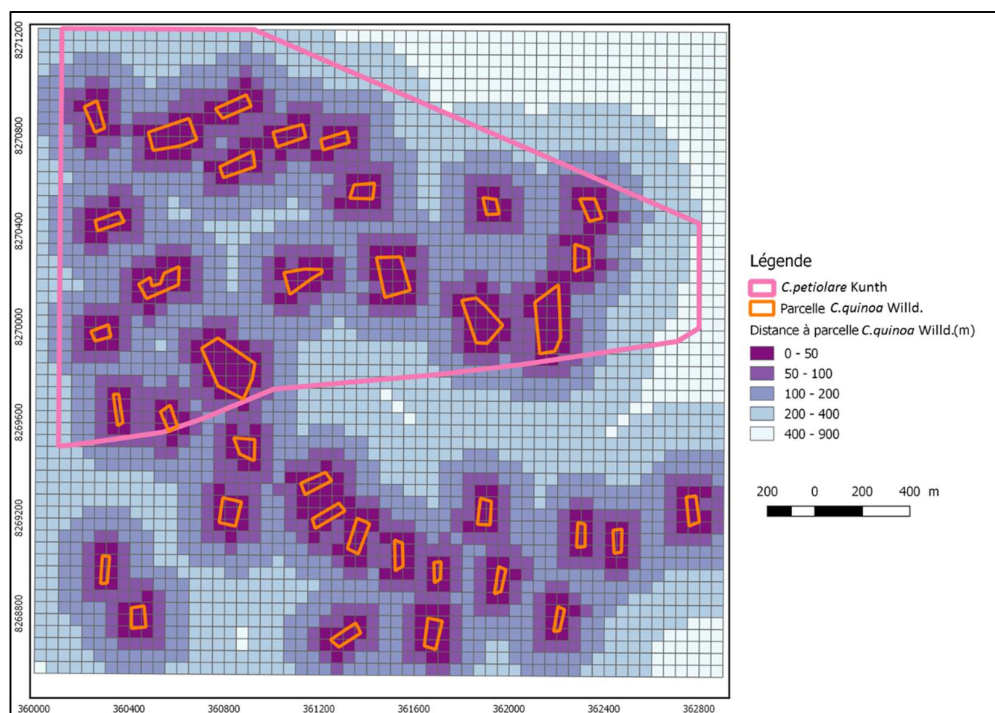 8271200
8270800
8270400
8270000
8269600
8269200
8268800
360000 360400 360800 361200 361600 362000 362400 362800
Légende
C.petiolare Kunth
Parcelle C.quinoa Willd.
Distance à parcelle C.quinoa Willd.(m)
0 - 50
50 - 100
100 - 200
200 - 400
400 - 900
200 0 200 400 m